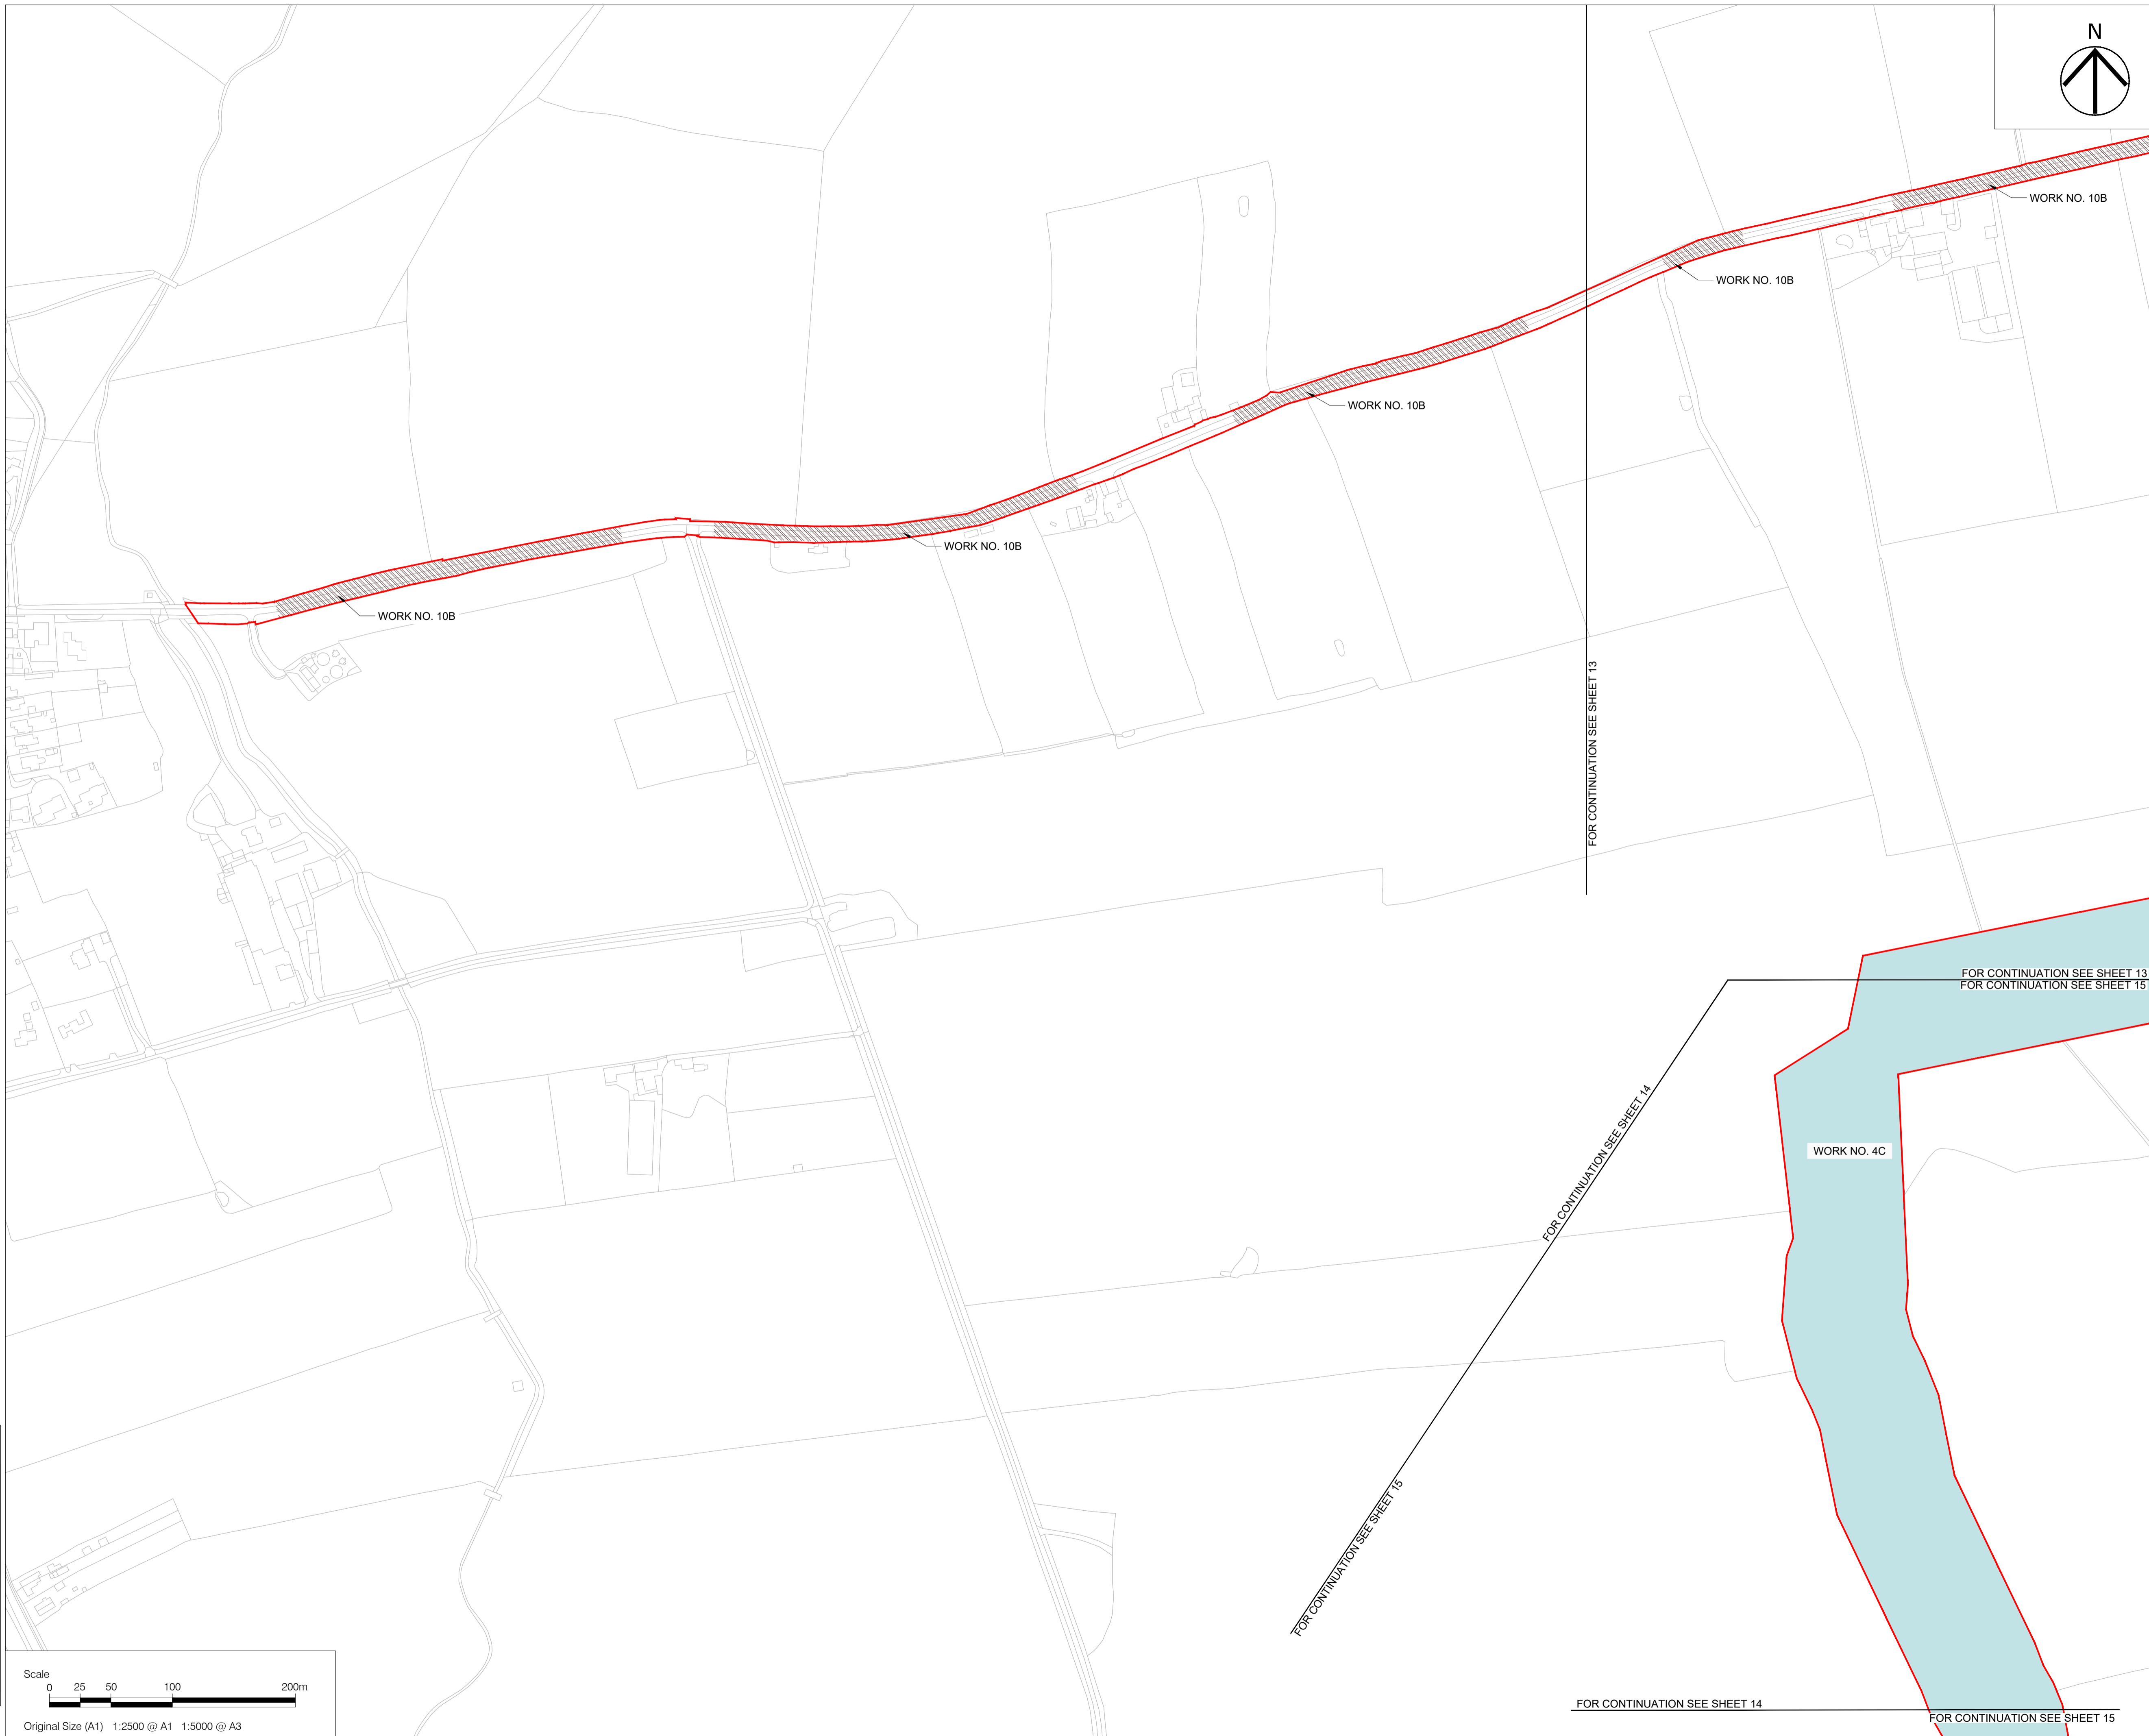 N
WORK NO. 10B
WORK NO. 10B
WORK NO. 10B
WORK NO. 10B
WORK NO. 10B
FOR CONTINUATION SEE SHEET 13
FOR CONTINUATION SEE SHEET 13
FOR CONTINUATION SEE SHEET 15
FOR CONTINUATION SEE SHEET 14
WORK NO. 4C
FOR CONTINUATION SEE SHEET 15
Scale
0 25 50 100 200m
Original Size (A1) 1:2500 @ A1 1:5000 @ A3
FOR CONTINUATION SEE SHEET 14
FOR CONTINUATION SEE SHEET 15